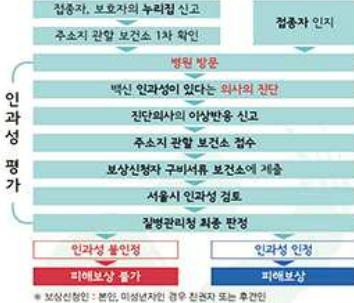 접종자, 보호자의 누리집 신고
접종자 인지
주소지 관할 보건소 1차 확인
인과성 평가
병원 방문
백신 인과성이 있다는 의사의 진단
진단의사의 이상반응 신고
주소지 관할 보건소 접수
보상신청자 구비서류 보건소에 제출
서울시 인과성 검토
질병관리청 최종 판정
인과성 불인정
인과성 인정
피해보상 불가
피해보상
※ 보상신청인 : 본인, 미성년자인 경우 친권자 또는 후견인